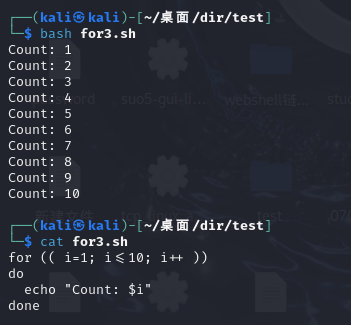 ┌──(kali㉿kali)-[~/桌面/dir/test]
└─$ bash for3.sh
Count: 1
Count: 2
Count: 3
Count: 4
Count: 5
Count: 6
Count: 7
Count: 8
Count: 9
Count: 10
┌──(kali㉿kali)-[~/桌面/dir/test]
└─$ cat for3.sh
for (( i=1; i<=10; i++ ))
do
  echo "Count: $i"
done